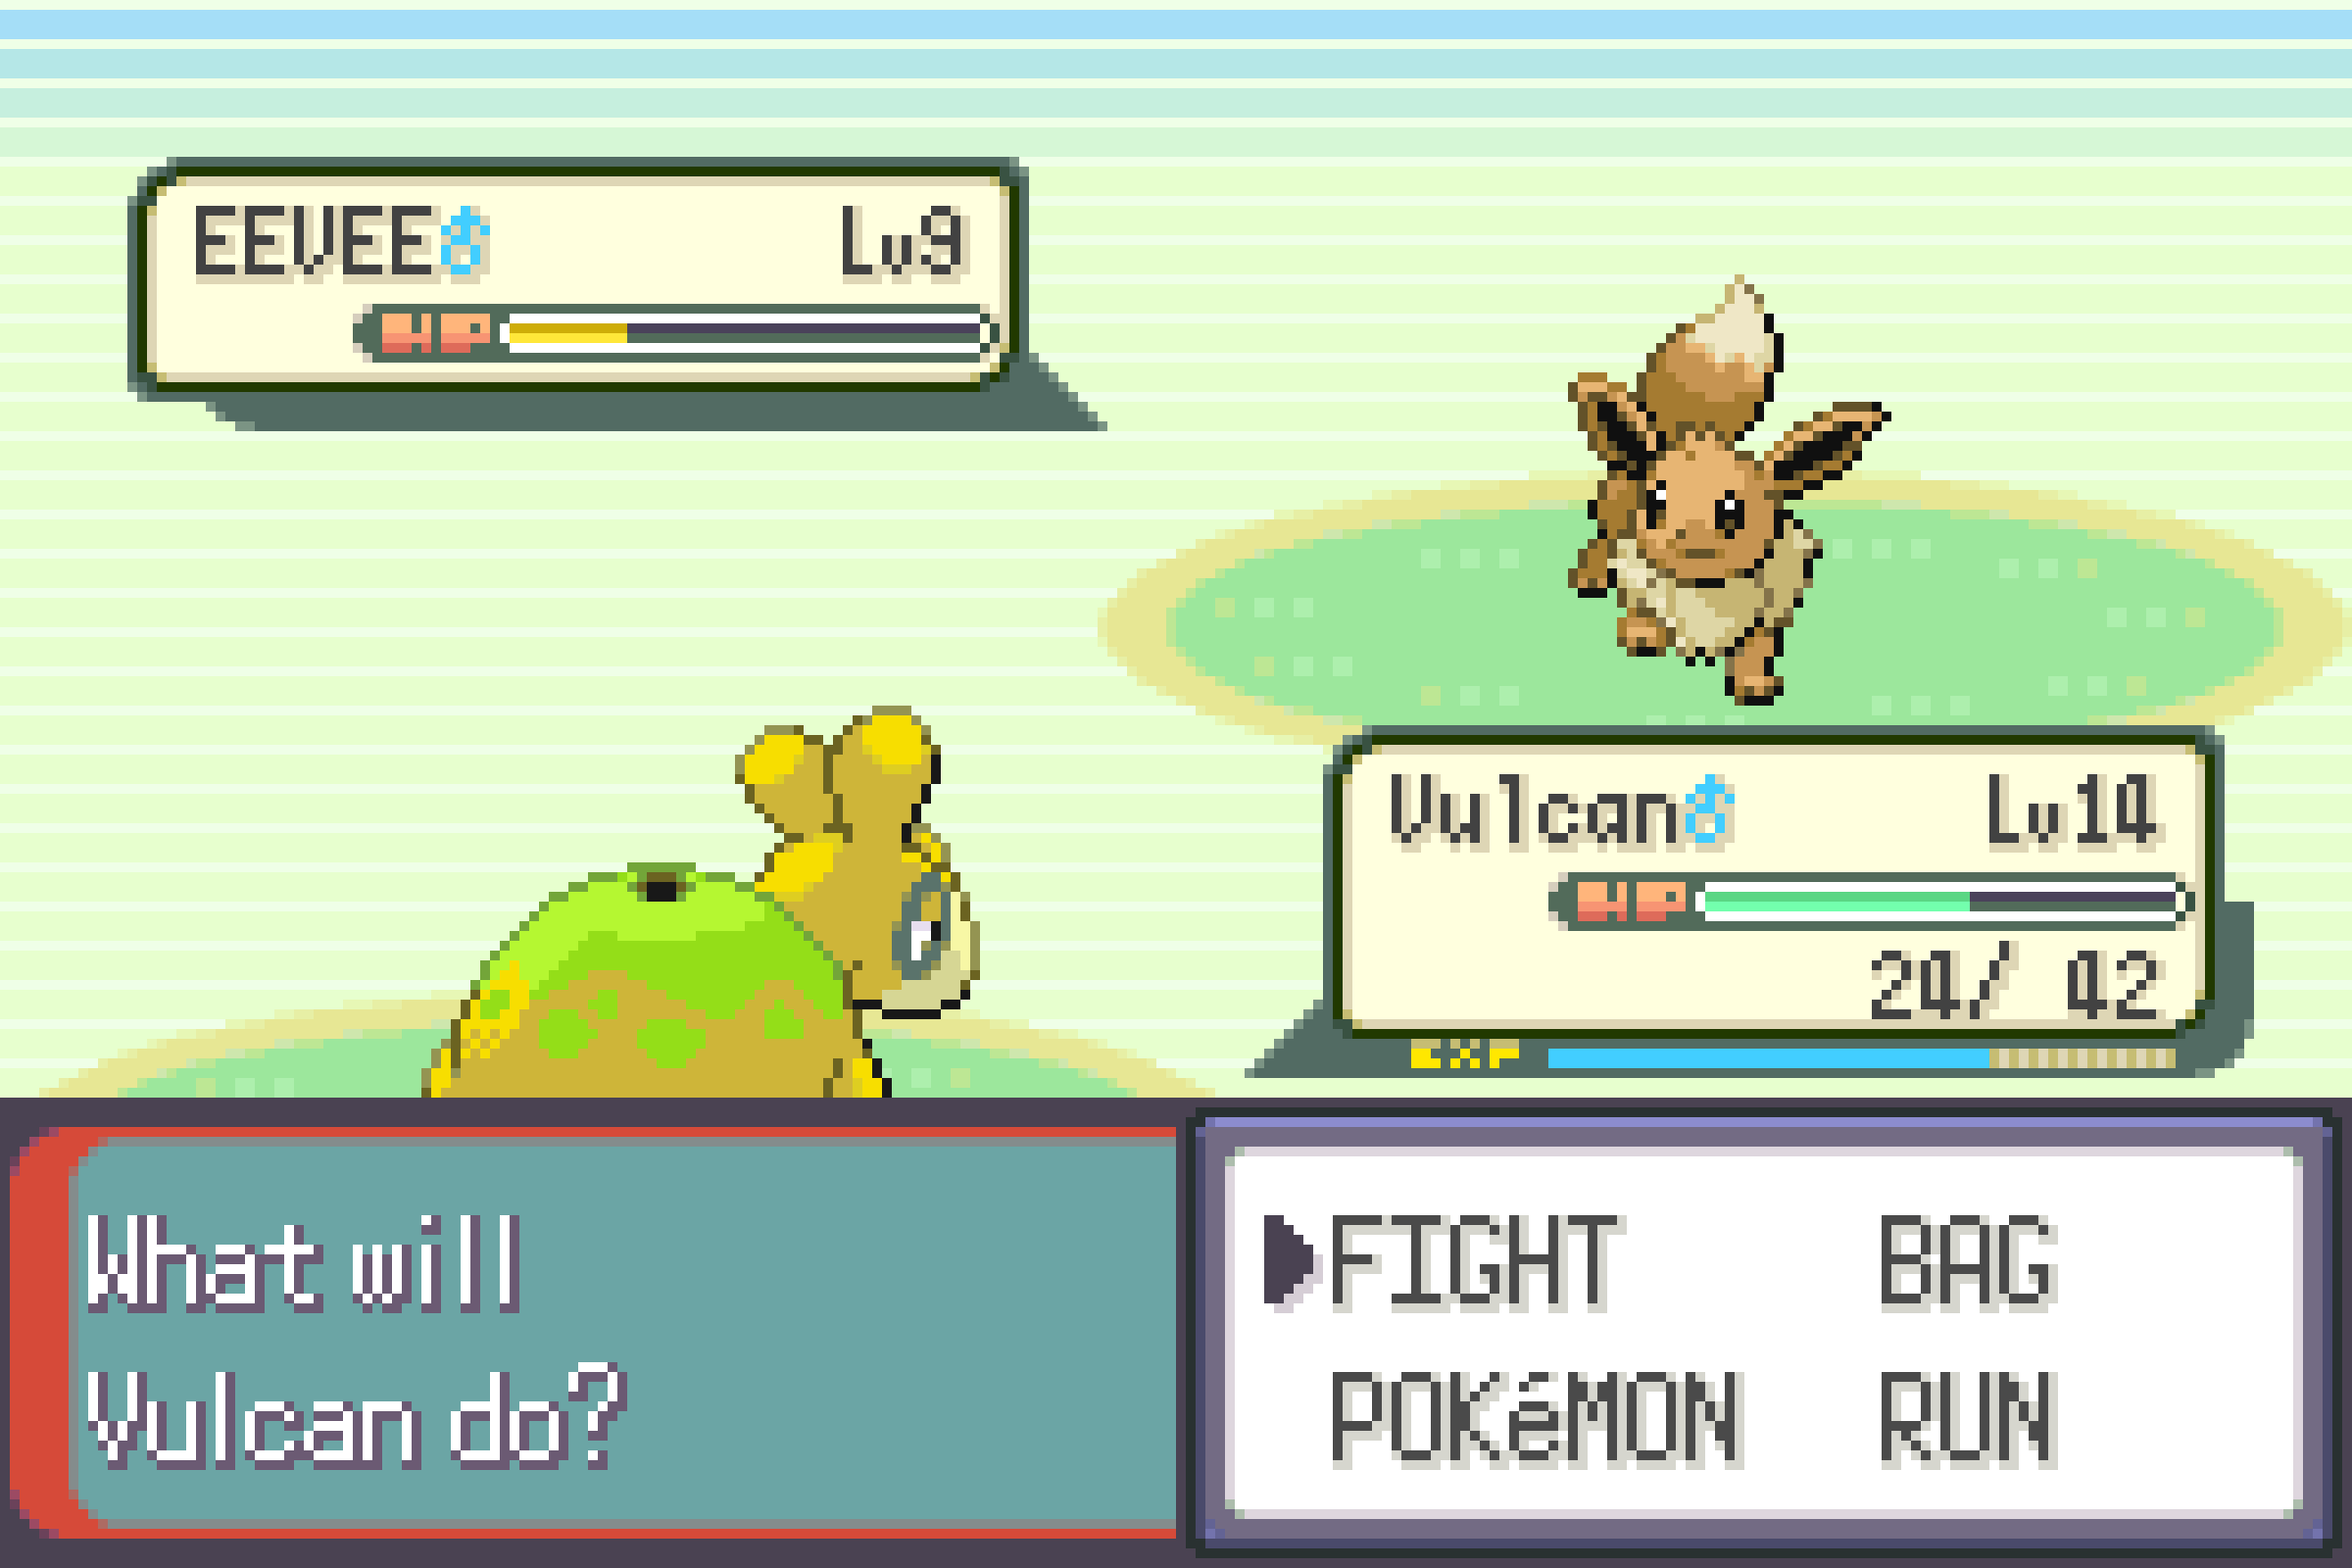 EEVEE♂ Lv9
HP
Vulcan♂ Lv14
HP
24/ 42
EXP
What will
Vulcan do?
FIGHT BAG
POKéMON RUN